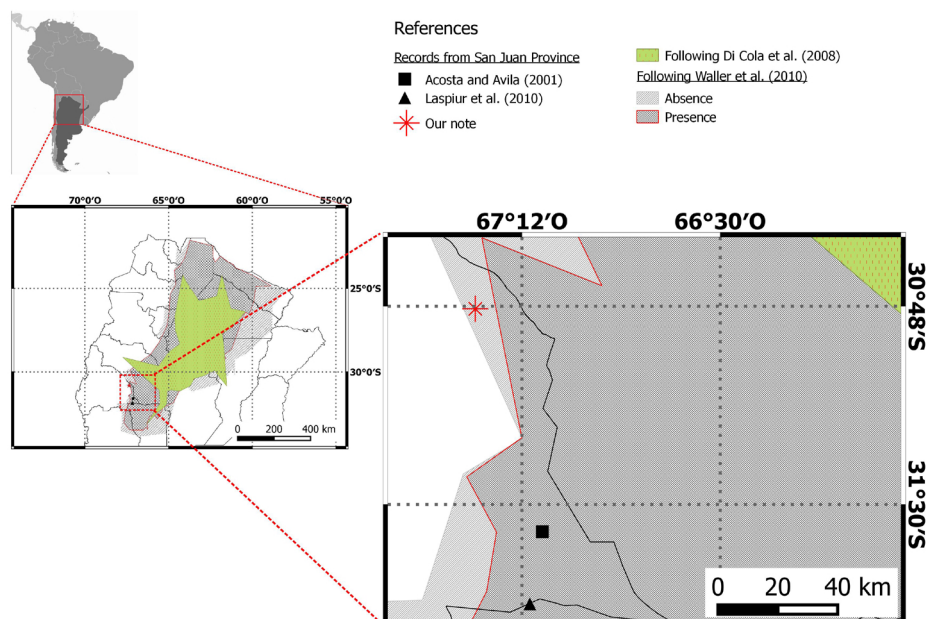 References
Records from San Juan Province
Acosta and Avila (2001)
Laspiur et al. (2010)
Our note
Following Di Cola et al. (2008)
Following Waller et al. (2010)
Absence
Presence
70°0'O 65°0'O 60°0'O 55°0'O
25°0'S
30°0'S
0 200 400 km
67°12'O 66°30'O
30°48'S
31°30'S
0 20 40 km